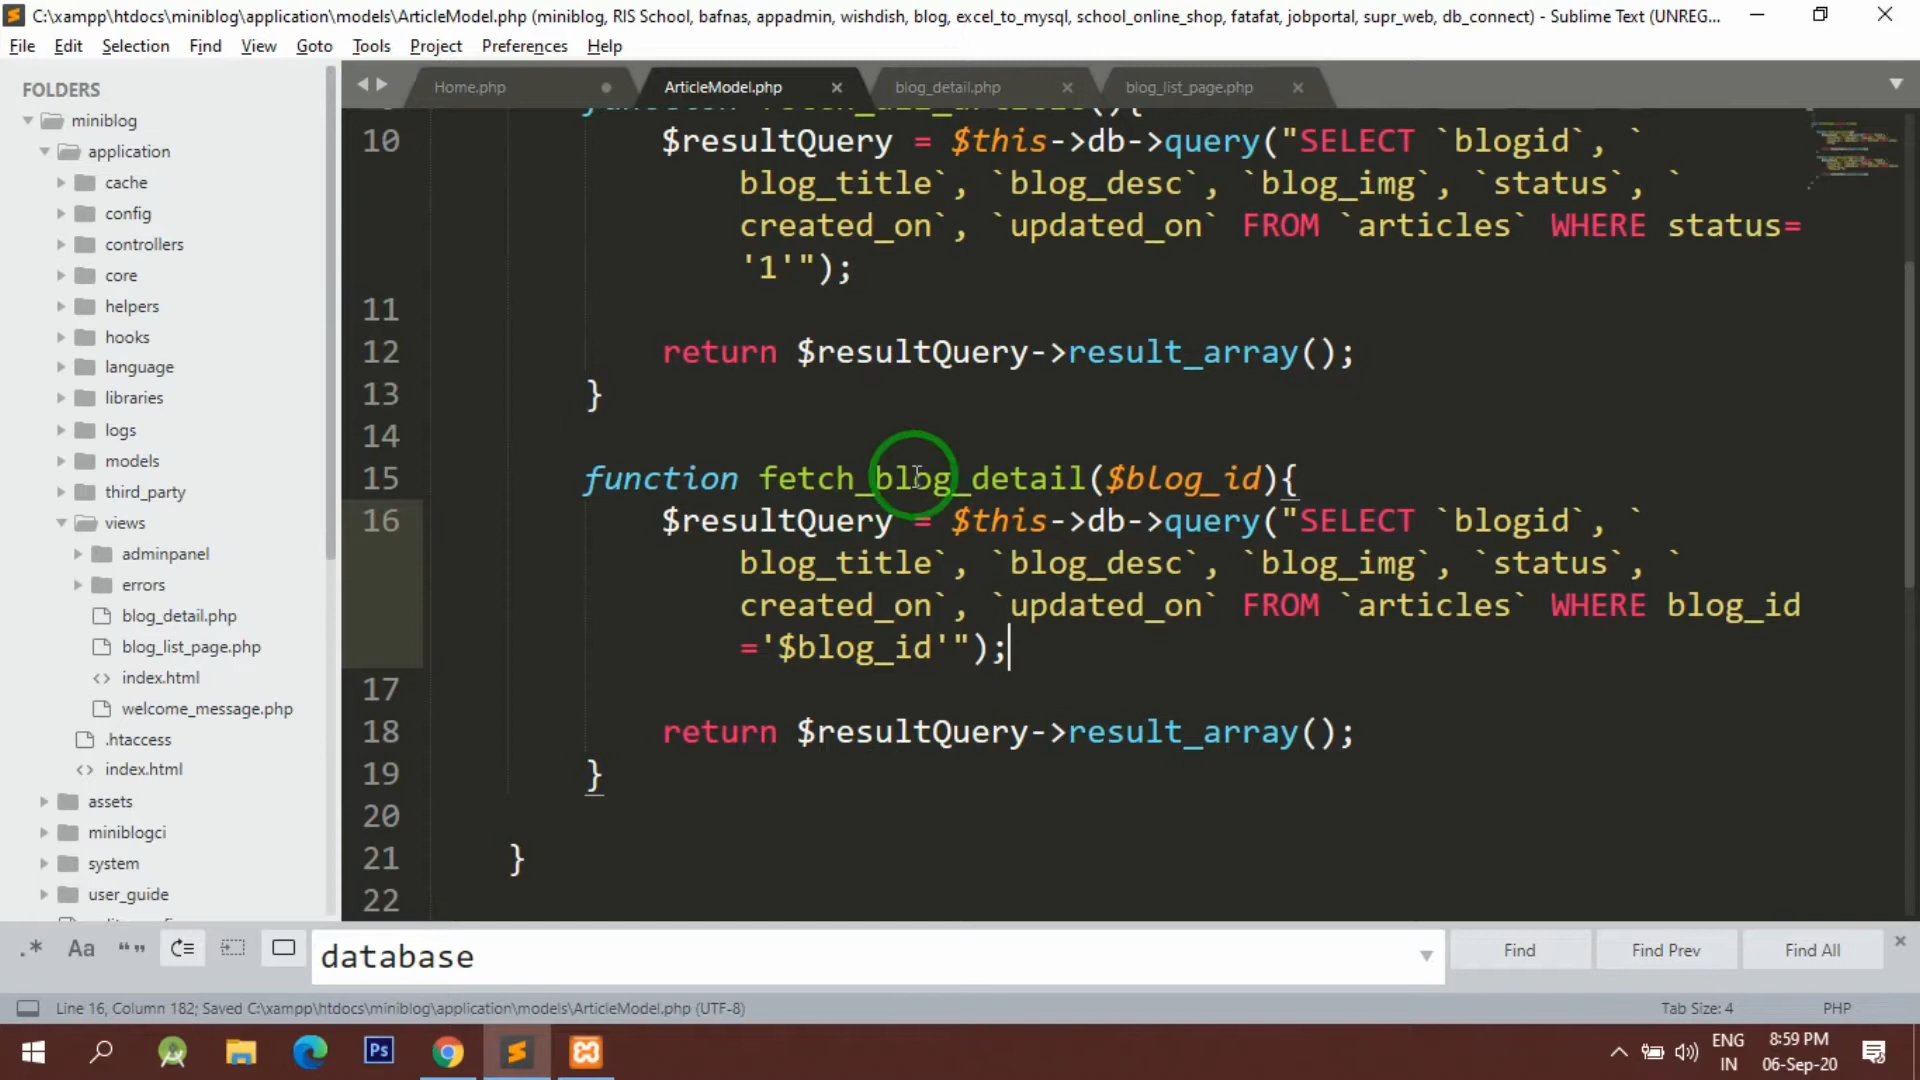 C:\xampp\htdocs\miniblog\application\models\ArticleModel.php (miniblog, RIS School, bafnas, appadmin, wishdish, blog, excel_to_mysql, school_online_shop, fatafat, jobportal, supr_web, db_connect) - Sublime Text (UNREG...
File Edit Selection Find View Goto Tools Project Preferences Help
FOLDERS
miniblog
application
cache
config
controllers
core
helpers
hooks
language
libraries
logs
models
third_party
views
adminpanel
errors
blog_detail.php
blog_list_page.php
index.html
welcome_message.php
.htaccess
index.html
assets
miniblogci
system
user_guide
Home.php ArticleModel.php blog_detail.php blog_list_page.php
10 $resultQuery = $this->db->query("SELECT `blogid`, `
blog_title`, `blog_desc`, `blog_img`, `status`, `
created_on`, `updated_on` FROM `articles` WHERE status=
'1'");
11
12 return $resultQuery->result_array();
13 }
14
15 function fetch_blog_detail($blog_id){
16 $resultQuery = $this->db->query("SELECT `blogid`, `
blog_title`, `blog_desc`, `blog_img`, `status`, `
created_on`, `updated_on` FROM `articles` WHERE blog_id
='$blog_id'");
17
18 return $resultQuery->result_array();
19 }
20
21 }
22
.* Aa “ ” database Find Find Prev Find All
Line 16, Column 182; Saved C:\xampp\htdocs\miniblog\application\models\ArticleModel.php (UTF-8) Tab Size: 4 PHP
Ps
ENG
IN
8:59 PM
06-Sep-20